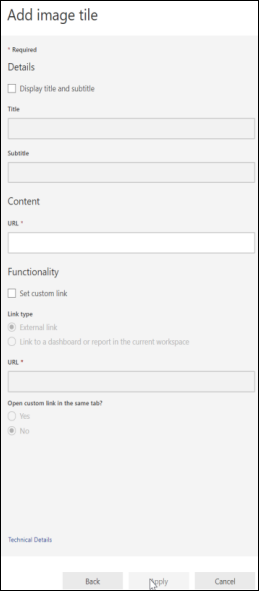 Add image tile
* Required
Details
Display title and subtitle
Title
Subtitle
Content
URL *
Functionality
Set custom link
Link type
External link
Link to a dashboard or report in the current workspace
URL *
Open custom link in the same tab?
Yes
No
Technical Details
Back Apply Cancel